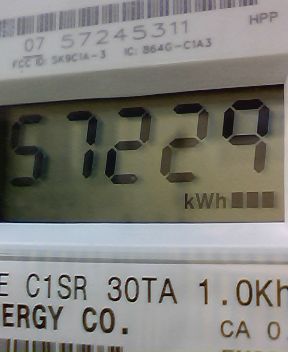 HPP
07 57245311
FCC ID: SK9C1A-3 IC: 864G-C1A3
57229
kWh
E C1SR 30TA 1.0Kh
ERGY CO.
CA 0.